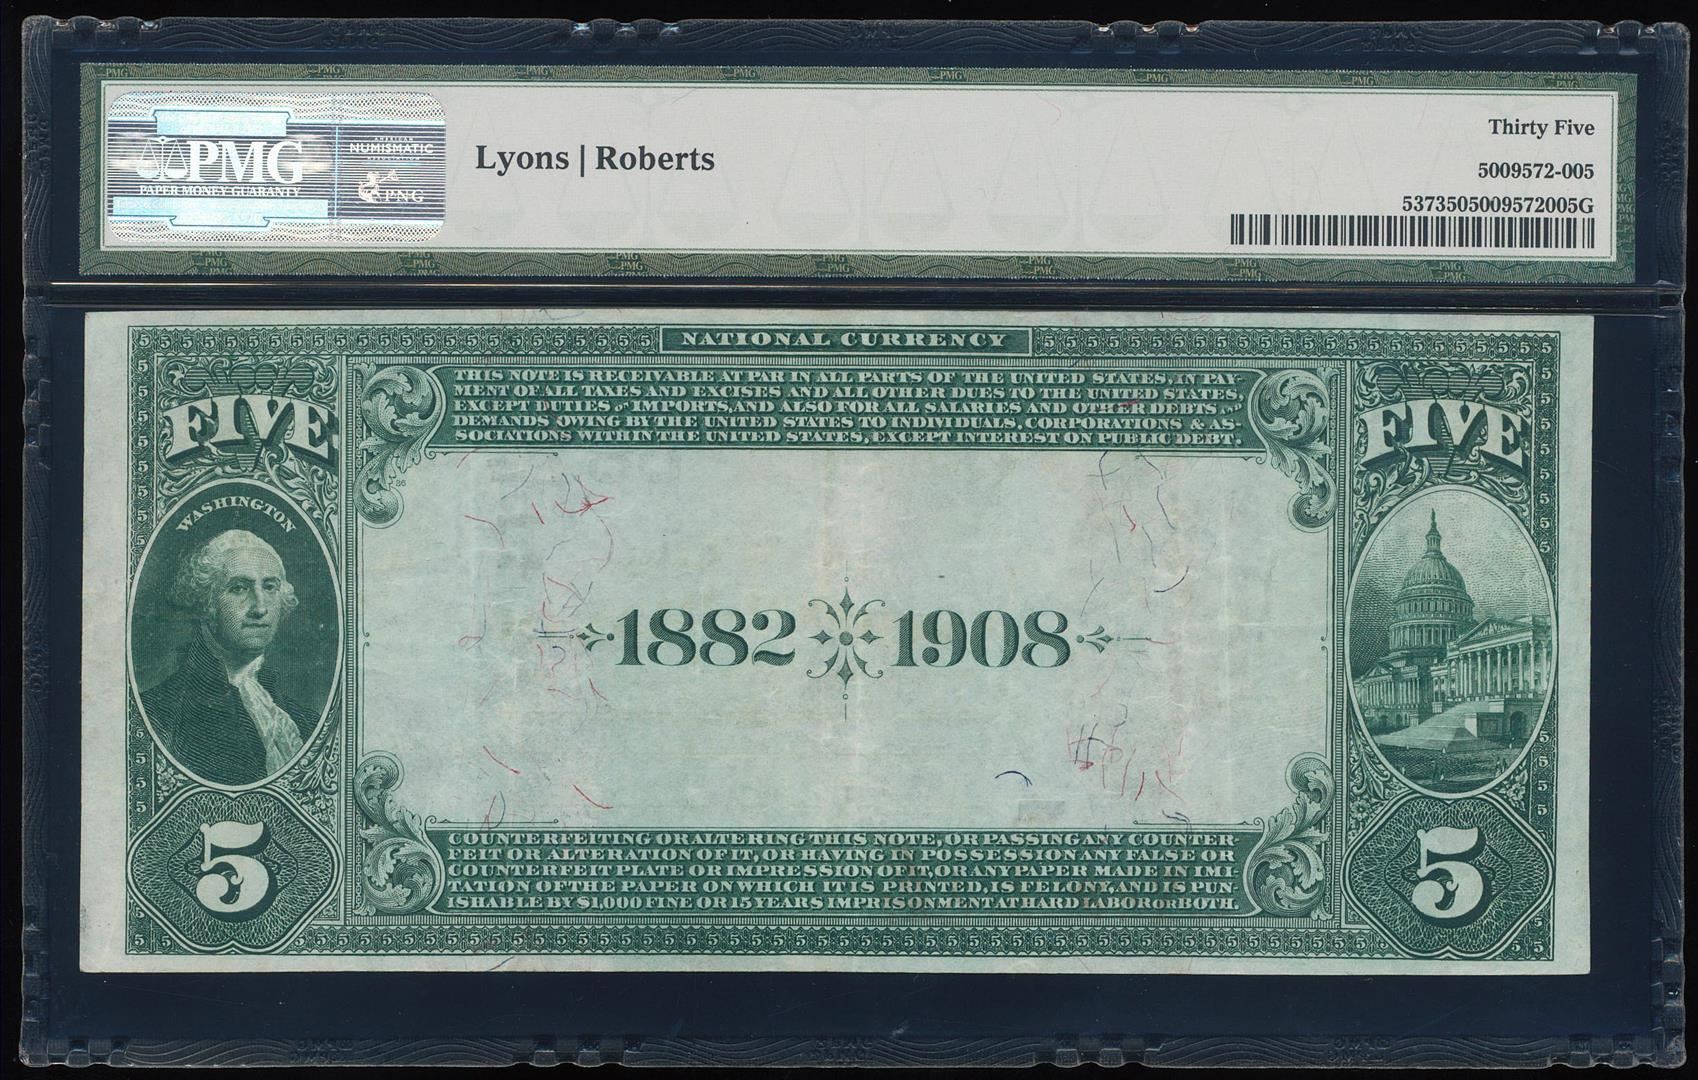 PMG
PAPER MONEY GUARANTY
AMERICAN
NUMISMATIC
ASSOCIATION
PNG
Lyons | Roberts
Thirty Five
5009572-005
5373505009572005G
NATIONAL CURRENCY
THIS NOTE IS RECEIVABLE AT PAR IN ALL PARTS OF THE UNITED STATES, IN PAY-
MENT OF ALL TAXES AND EXCISES AND ALL OTHER DUES TO THE UNITED STATES,
EXCEPT DUTIES ON IMPORTS, AND ALSO FOR ALL SALARIES AND OTHER DEBTS AND
DEMANDS OWING BY THE UNITED STATES TO INDIVIDUALS, CORPORATIONS & AS-
SOCIATIONS WITHIN THE UNITED STATES, EXCEPT INTEREST ON PUBLIC DEBT.
FIVE
FIVE
86
WASHINGTON
1882 1908
COUNTERFEITING OR ALTERING THIS NOTE, OR PASSING ANY COUNTER
FEIT OR ALTERATION OF IT, OR HAVING IN POSSESSION ANY FALSE OR
COUNTERFEIT PLATE OR IMPRESSION OF IT, OR ANY PAPER MADE IN IMI
TATION OF THE PAPER ON WHICH IT IS PRINTED, IS FELONY, AND IS PUN
ISHABLE BY $1,000 FINE OR 15 YEARS IMPRISONMENT AT HARD LABOR OR BOTH.
5
5